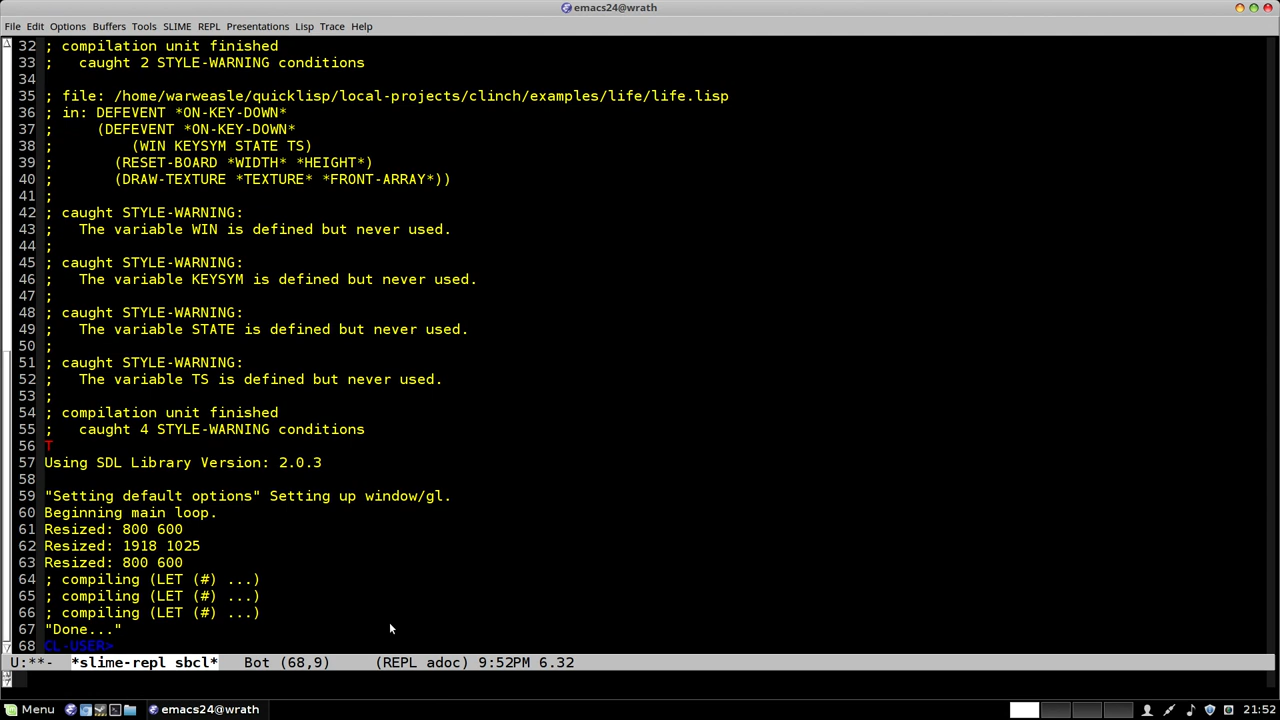 emacs24@wrath
File Edit Options Buffers Tools SLIME REPL Presentations Lisp Trace Help
32 ; compilation unit finished
33 ;   caught 2 STYLE-WARNING conditions
34
35 ; file: /home/warweasle/quicklisp/local-projects/clinch/examples/life/life.lisp
36 ; in: DEFEVENT *ON-KEY-DOWN*
37 ;     (DEFEVENT *ON-KEY-DOWN*
38 ;         (WIN KEYSYM STATE TS)
39 ;       (RESET-BOARD *WIDTH* *HEIGHT*)
40 ;       (DRAW-TEXTURE *TEXTURE* *FRONT-ARRAY*))
41 ;
42 ; caught STYLE-WARNING:
43 ;   The variable WIN is defined but never used.
44 ;
45 ; caught STYLE-WARNING:
46 ;   The variable KEYSYM is defined but never used.
47 ;
48 ; caught STYLE-WARNING:
49 ;   The variable STATE is defined but never used.
50 ;
51 ; caught STYLE-WARNING:
52 ;   The variable TS is defined but never used.
53 ;
54 ; compilation unit finished
55 ;   caught 4 STYLE-WARNING conditions
56 T
57 Using SDL Library Version: 2.0.3
58
59 "Setting default options" Setting up window/gl.
60 Beginning main loop.
61 Resized: 800 600
62 Resized: 1918 1025
63 Resized: 800 600
64 ; compiling (LET (#) ...)
65 ; compiling (LET (#) ...)
66 ; compiling (LET (#) ...)
67 "Done..."
68 CL-USER>
U:**-  *slime-repl sbcl*   Bot (68,9)      (REPL adoc) 9:52PM 6.32
Menu emacs24@wrath 21:52